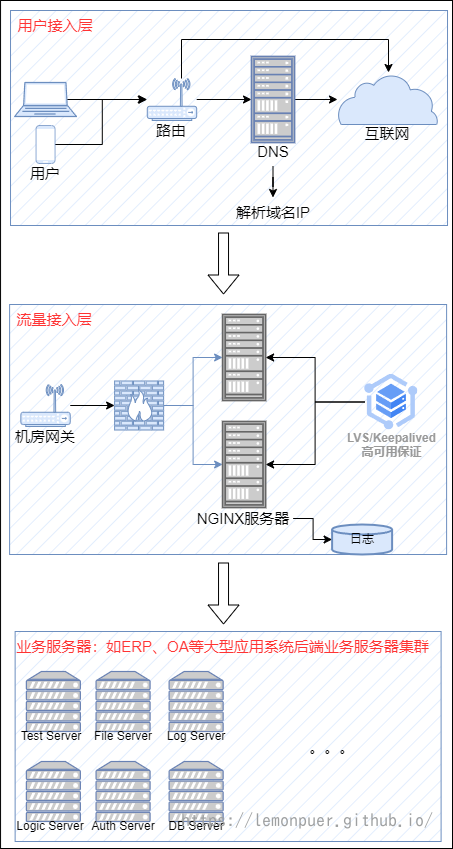 用户接入层
用户
路由
DNS
互联网
解析域名IP
流量接入层
机房网关
LVS/Keepalived
高可用保证
NGINX服务器
日志
业务服务器：如ERP、OA等大型应用系统后端业务服务器集群
Test Server
File Server
Log Server
。。。
Logic Server
Auth Server
DB Server
https://lemonpuer.github.io/